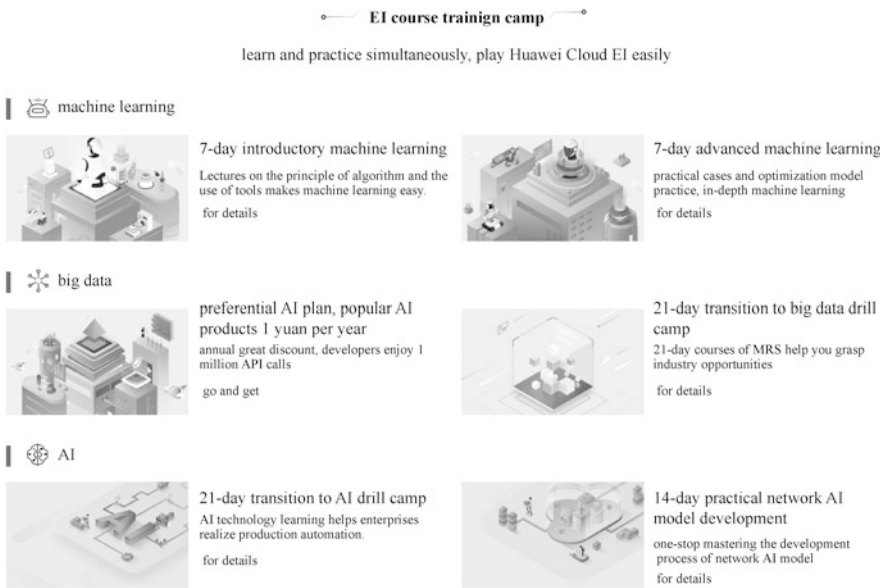 EI course trainign camp
learn and practice simultaneously, play Huawei Cloud EI easily
machine learning
7-day introductory machine learning
Lectures on the principle of algorithm and the
use of tools makes machine learning easy.
for details
7-day advanced machine learning
practical cases and optimization model
practice, in-depth machine learning
for details
big data
preferential AI plan, popular AI
products 1 yuan per year
annual great discount, developers enjoy 1
million API calls
go and get
21-day transition to big data drill
camp
21-day courses of MRS help you grasp
industry opportunities
for details
AI
21-day transition to AI drill camp
AI technology learning helps enterprises
realize production automation.
for details
14-day practical network AI
model development
one-stop mastering the development
process of network AI model
for details